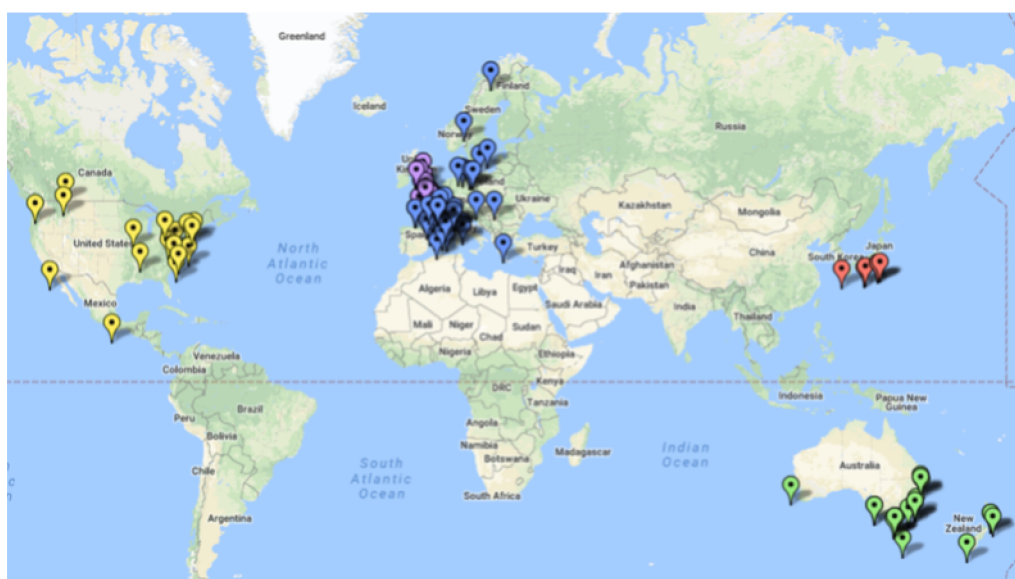 Greenland
Iceland
Finland
Sweden
Norway
Russia
Canada
Ukraine
Kazakhstan
Mongolia
United States
North
Atlantic
Ocean
Spain
Turkey
Japan
South Korea
China
Iraq
Iran
Afghanistan
Pakistan
Mexico
Algeria
Libya
Egypt
Saudi Arabia
India
Mali
Niger
Chad
Sudan
Thailand
Nigeria
Ethiopia
Venezuela
Colombia
DRC
Kenya
Tanzania
Indonesia
Papua New
Guinea
Brazil
Peru
Bolivia
Angola
Namibia
Botswana
Madagascar
Indian
Ocean
South
Atlantic
Ocean
Chile
Australia
South Africa
Argentina
New
Zealand